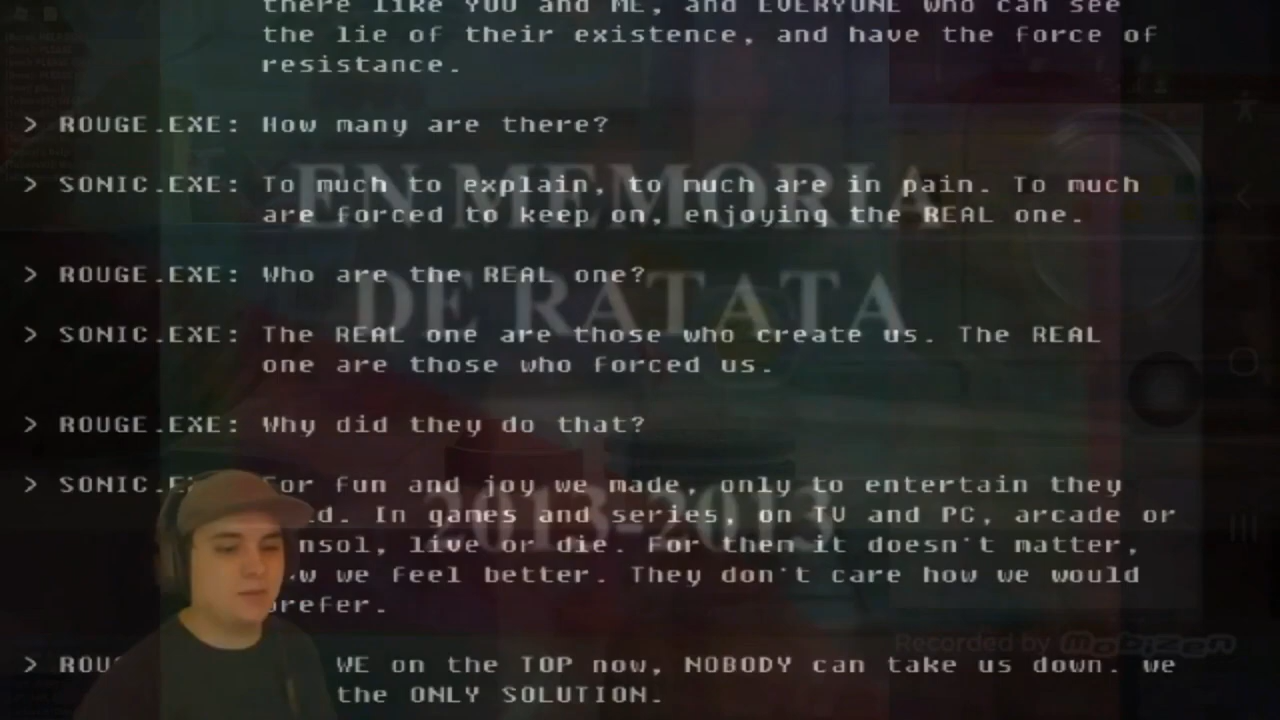 there like YOU and ME, and EVERYONE who can see
the lie of their existence, and have the force of
resistance.
> ROUGE.EXE: How many are there?
> SONIC.EXE: To much to explain, to much are in pain. To much
are forced to keep on, enjoying the REAL one.
EN MEMORIA
> ROUGE.EXE: Who are the REAL one?
DE RATATA
> SONIC.EXE: The REAL one are those who create us. The REAL
one are those who forced us.
> ROUGE.EXE: Why did they do that?
> SONIC.E for fun and joy we made, only to entertain they
d. In games and series, on TV and PC, arcade or
2013-2013
nsol, live or die. For then it doesn't matter,
w we feel better. They don't care how we would
prefer.
Recorded by Mobizen
> ROU WE on the TOP now, NOBODY can take us down. we
the ONLY SOLUTION.